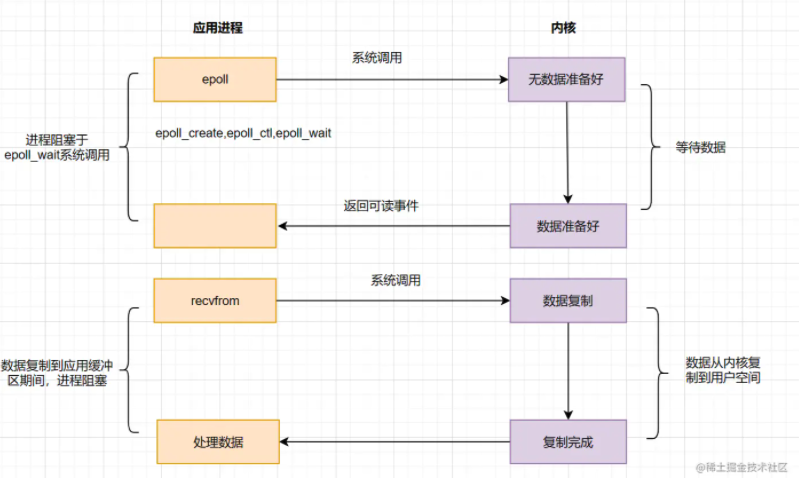 应用进程
内核
系统调用
epoll
无数据准备好
epoll_create,epoll_ctl,epoll_wait
进程阻塞于
epoll_wait系统调用
等待数据
返回可读事件
数据准备好
系统调用
recvfrom
数据复制
数据复制到应用缓冲
区期间，进程阻塞
数据从内核复
制到用户空间
处理数据
复制完成
@稀土掘金技术社区